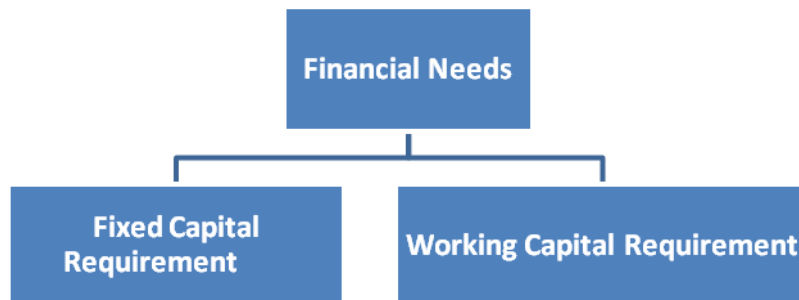 Financial Needs
Fixed Capital
Requirement
Working Capital Requirement